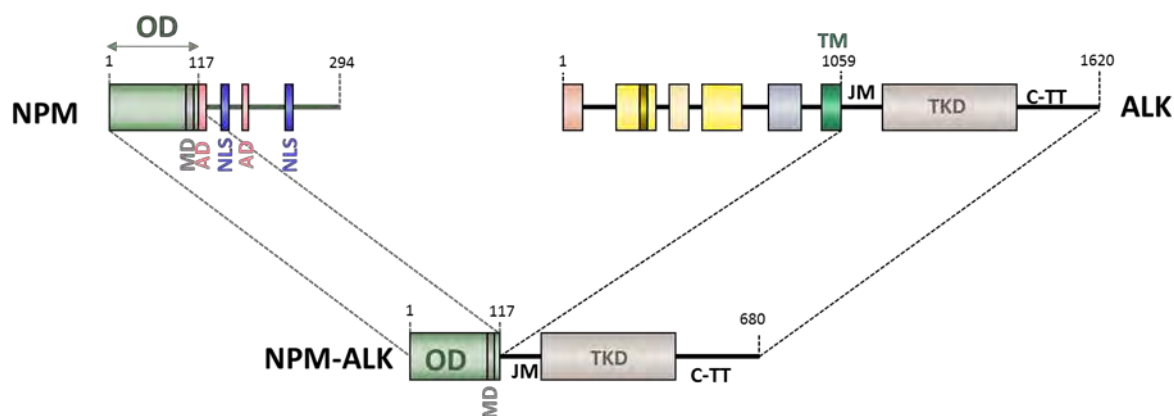 OD
1
117
294
NPM
MD
AD
NLS
AD
NLS
TM
1
1059
1620
JM
TKD
C-TT
ALK
1
117
680
NPM-ALK
OD
JM
TKD
C-TT
MD